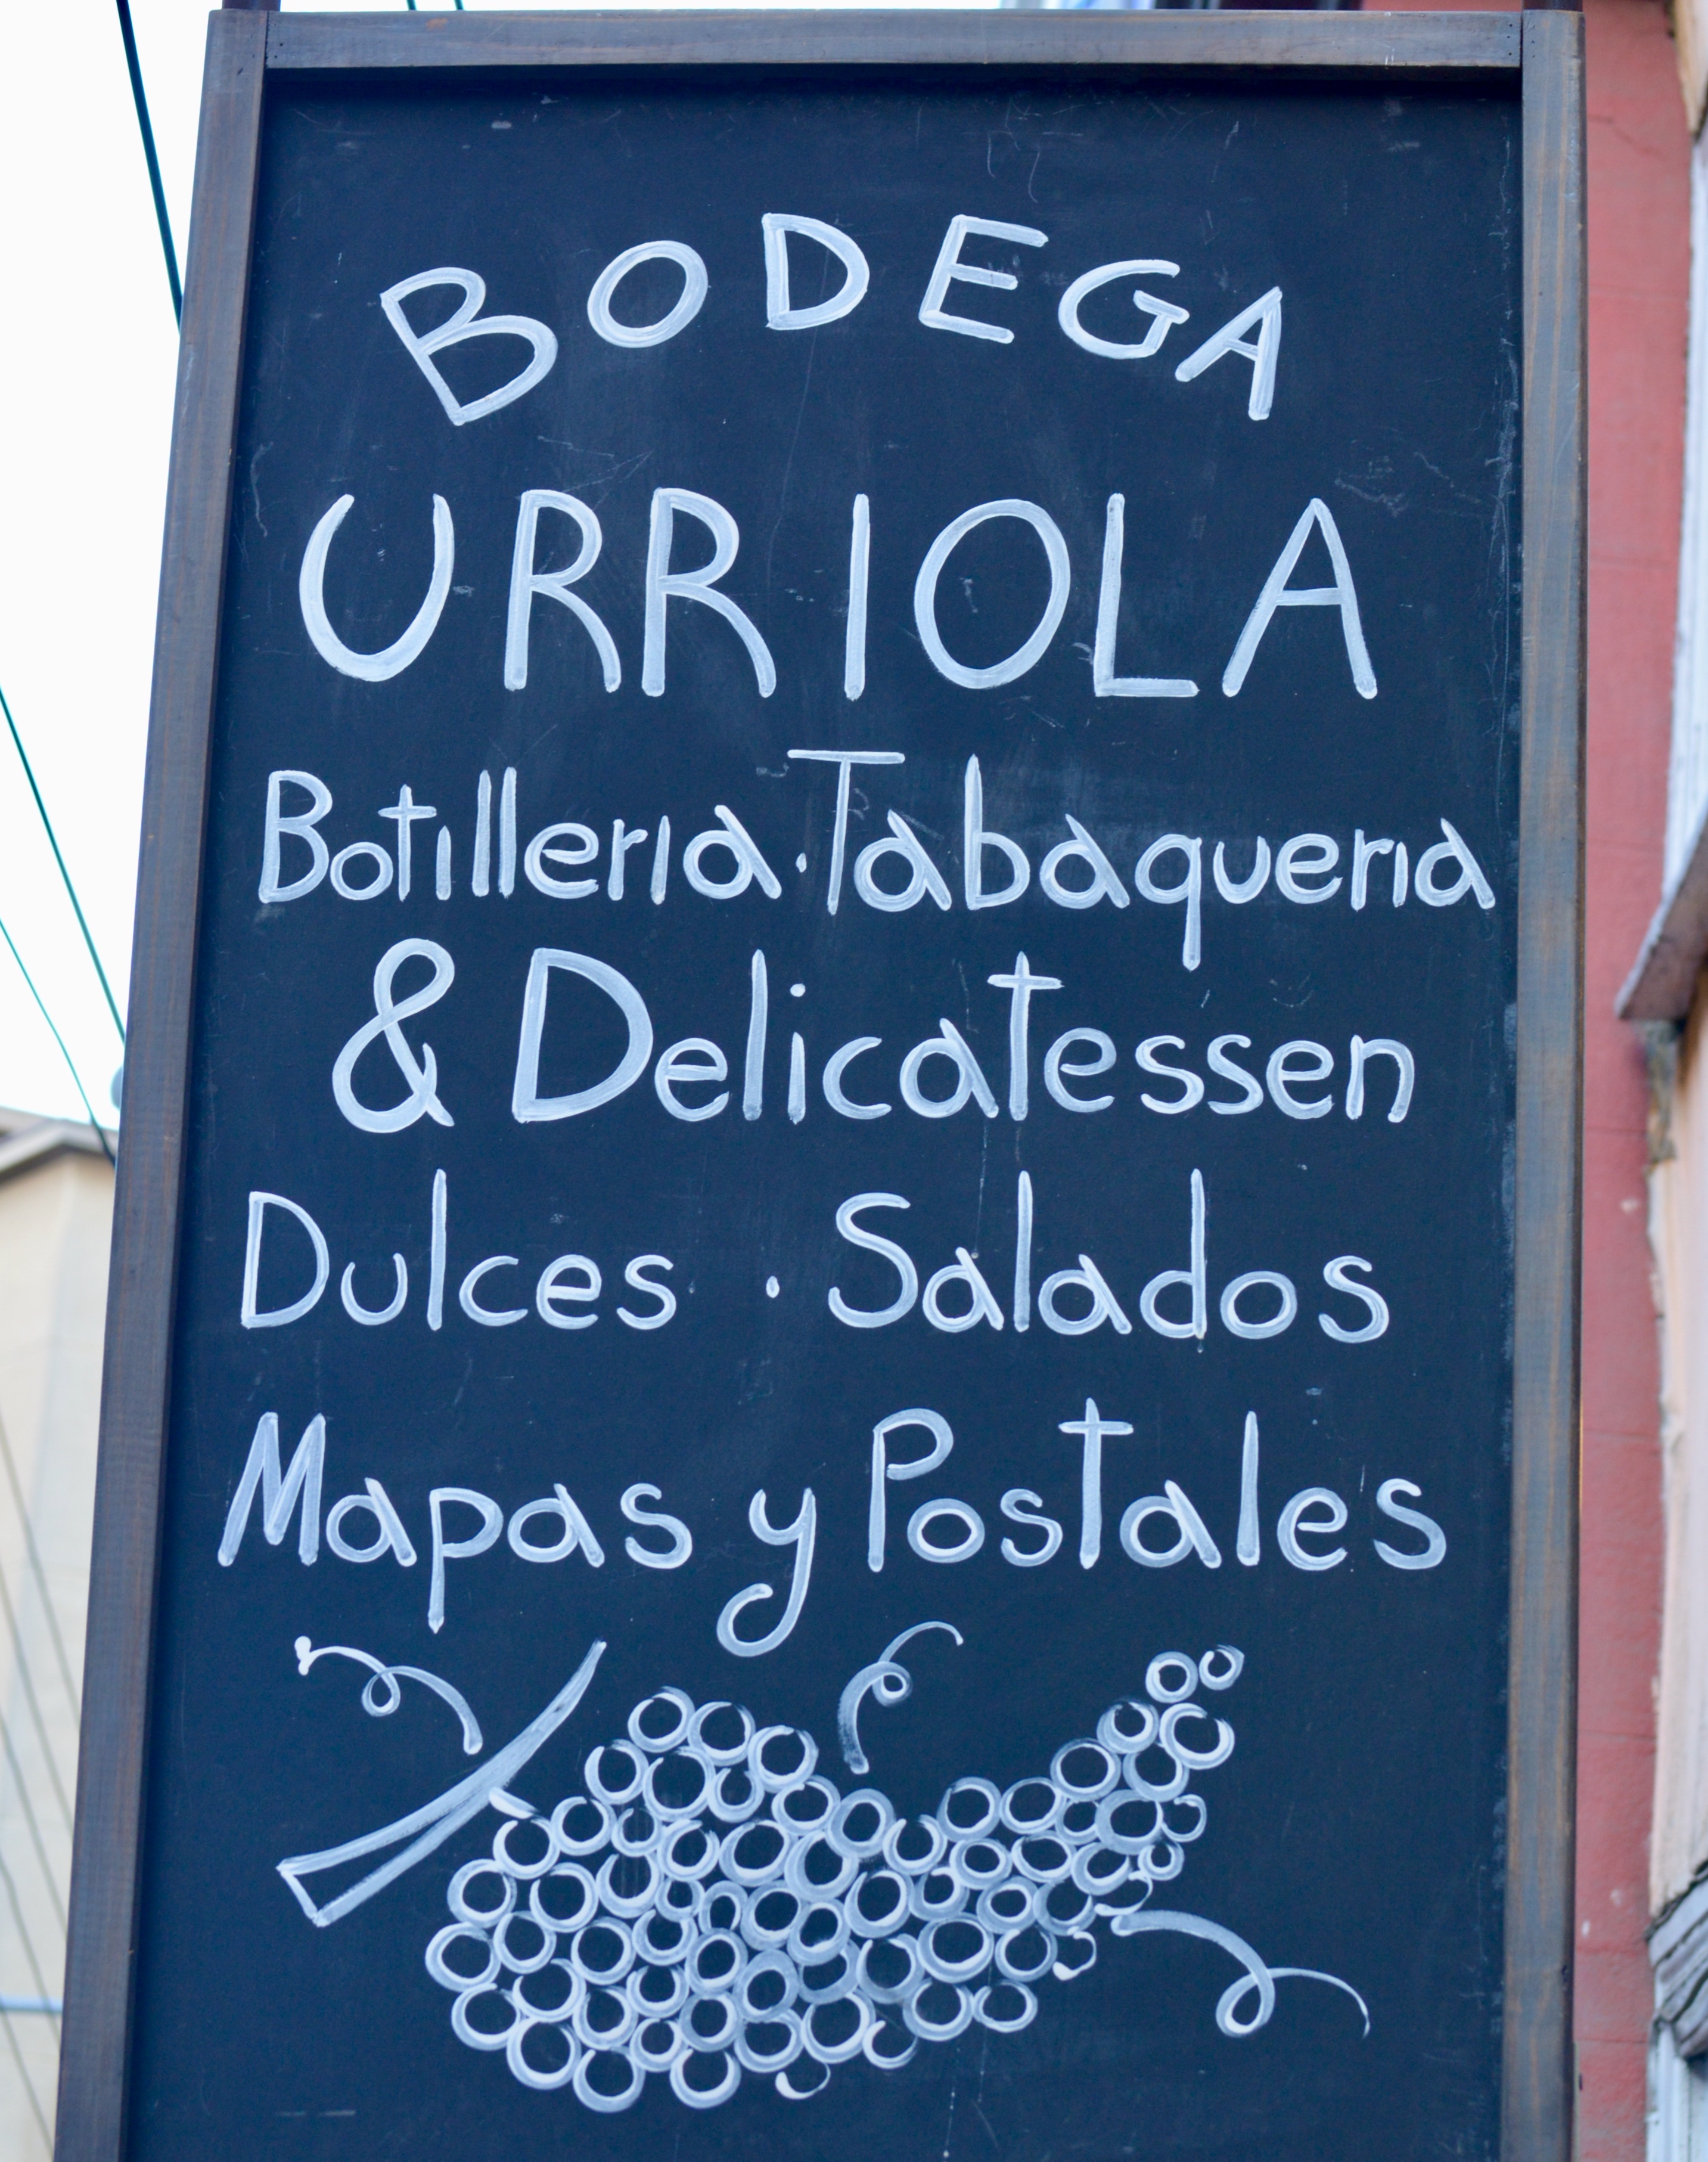 BODEGA
URRIOLA
Botilleria · Tabaqueria
& Delicatessen
Dulces · Salados
Mapas y Postales